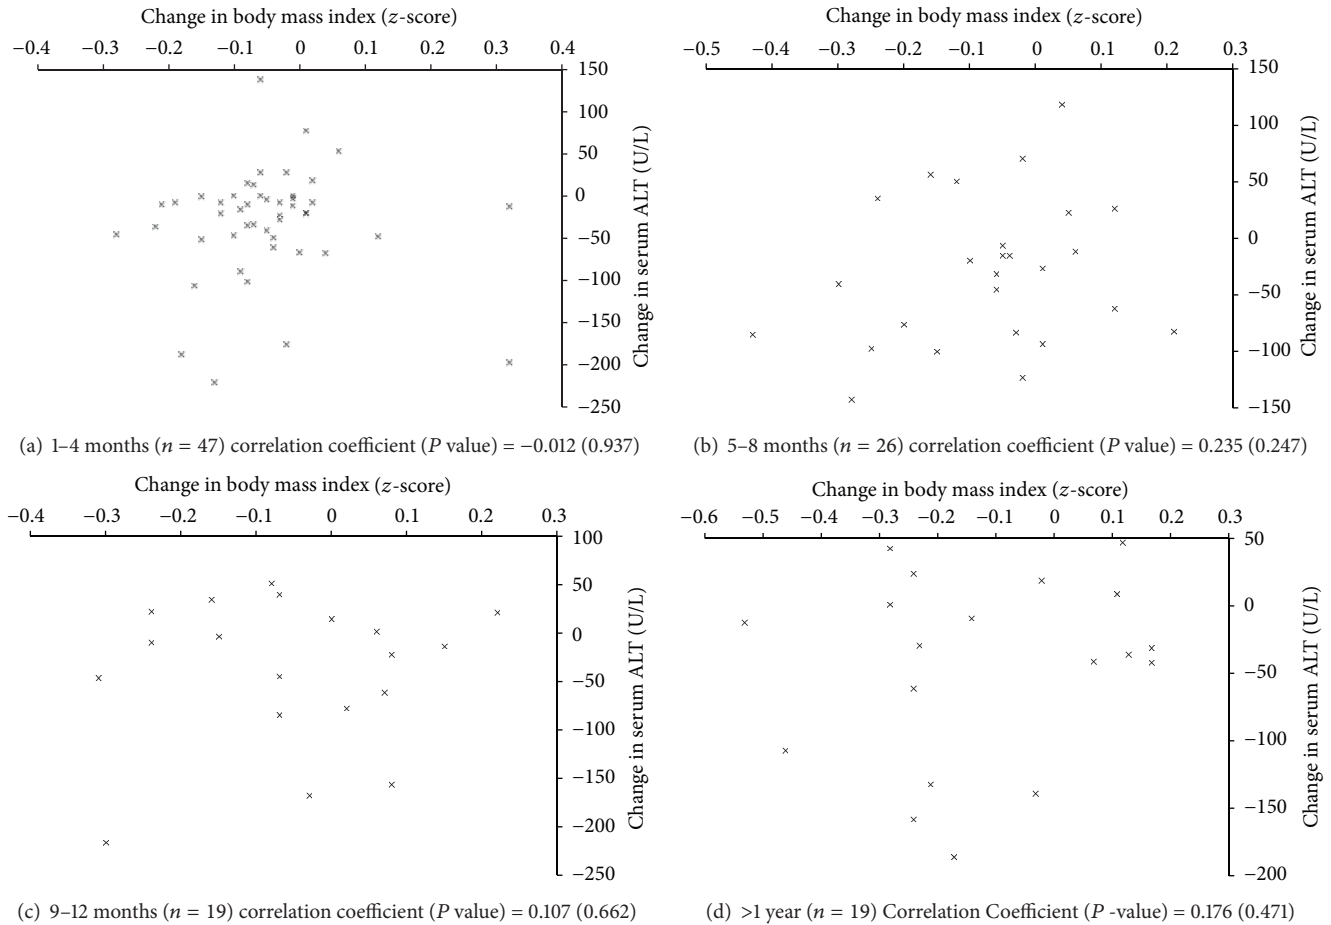 Change in body mass index (z-score)
−0.4 −0.3 −0.2 −0.1 0 0.1 0.2 0.3 0.4
150
100
50
0
−50
−100
−150
−200
−250
Change in serum ALT (U/L)
(a) 1–4 months (n = 47) correlation coefficient (P value) = −0.012 (0.937)
Change in body mass index (z-score)
−0.5 −0.4 −0.3 −0.2 −0.1 0 0.1 0.2 0.3
150
100
50
0
−50
−100
−150
Change in serum ALT (U/L)
(b) 5–8 months (n = 26) correlation coefficient (P value) = 0.235 (0.247)
Change in body mass index (z-score)
−0.4 −0.3 −0.2 −0.1 0 0.1 0.2 0.3
100
50
0
−50
−100
−150
−200
−250
Change in serum ALT (U/L)
(c) 9–12 months (n = 19) correlation coefficient (P value) = 0.107 (0.662)
Change in body mass index (z-score)
−0.6 −0.5 −0.4 −0.3 −0.2 −0.1 0 0.1 0.2 0.3
50
0
−50
−100
−150
−200
Change in serum ALT (U/L)
(d) >1 year (n = 19) Correlation Coefficient (P -value) = 0.176 (0.471)